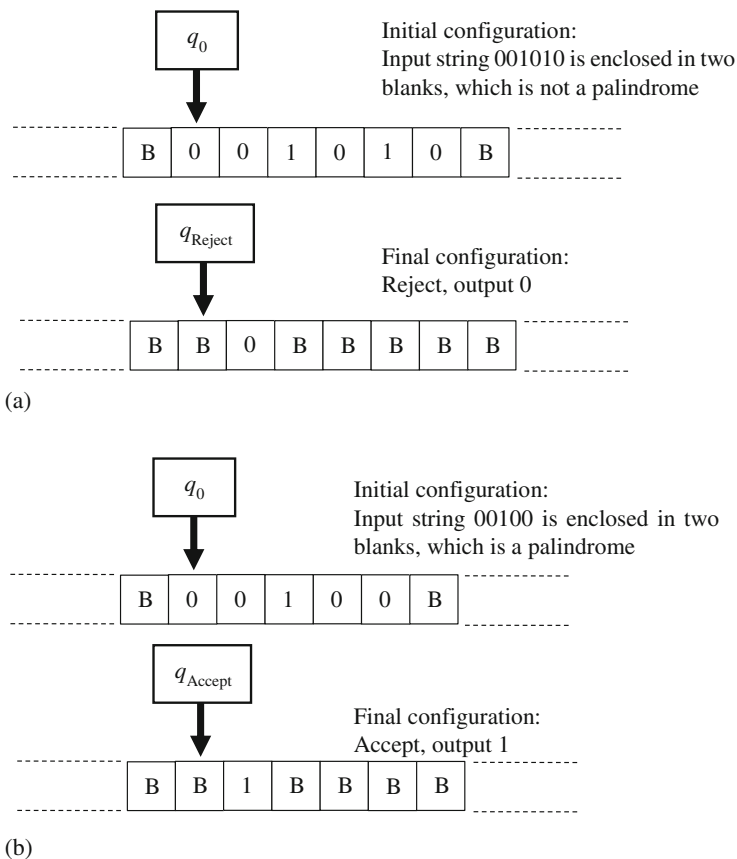 q0
Initial configuration:
Input string 001010 is enclosed in two
blanks, which is not a palindrome
B 0 0 1 0 1 0 B
qReject
Final configuration:
Reject, output 0
B B 0 B B B B B
(a)
q0
Initial configuration:
Input string 00100 is enclosed in two
blanks, which is a palindrome
B 0 0 1 0 0 B
qAccept
Final configuration:
Accept, output 1
B B 1 B B B B
(b)